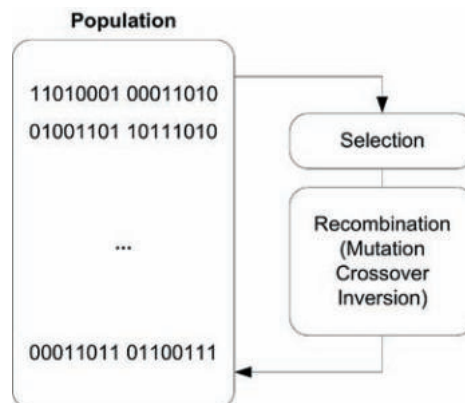 Population
11010001 00011010
01001101 10111010
...
00011011 01100111
Selection
Recombination
(Mutation
Crossover
Inversion)